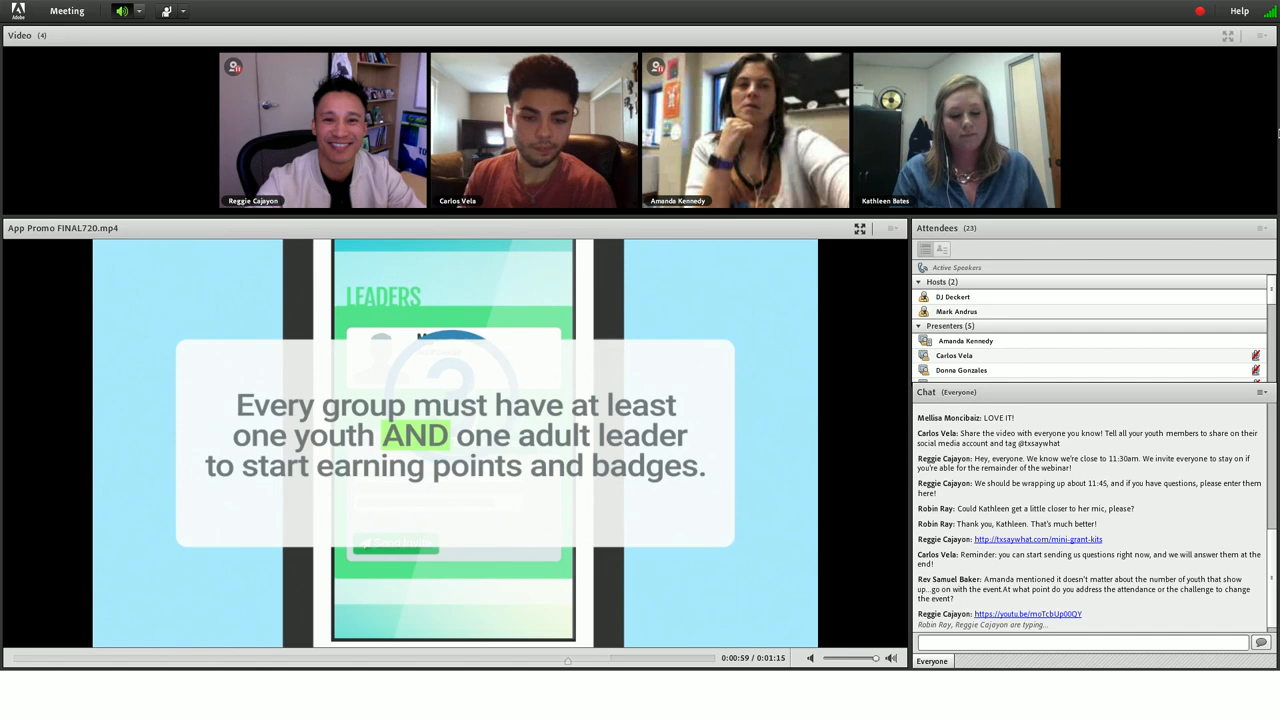 Adobe
Meeting
Help
Video (4)
Reggie Cajayon
Carlos Vela
Amanda Kennedy
Kathleen Bates
App Promo FINAL720.mp4
LEADERS
Every group must have at least
one youth AND one adult leader
to start earning points and badges.
Send Invite
0:00:59 / 0:01:15
Attendees (23)
Active Speakers
Hosts (2)
DJ Deckert
Mark Andrus
Presenters (5)
Amanda Kennedy
Carlos Vela
Donna Gonzales
Chat (Everyone)
Mellisa Moncibaiz: LOVE IT!
Carlos Vela: Share the video with everyone you know! Tell all your youth members to share on their
social media account and tag @txsaywhat
Reggie Cajayon: Hey, everyone. We know we're close to 11:30am. We invite everyone to stay on if
you're able for the remainder of the webinar!
Reggie Cajayon: We should be wrapping up about 11:45, and if you have questions, please enter them
here!
Robin Ray: Could Kathleen get a little closer to her mic, please?
Robin Ray: Thank you, Kathleen. That's much better!
Reggie Cajayon: http://txsaywhat.com/mini-grant-kits
Carlos Vela: Reminder: you can start sending us questions right now, and we will answer them at the
end!
Rev Samuel Baker: Amanda mentioned it doesn't matter about the number of youth that show
up...go on with the event.At what point do you address the attendance or the challenge to change
the event?
Reggie Cajayon: https://youtu.be/moTcbUp00QY
Robin Ray, Reggie Cajayon are typing...
Everyone